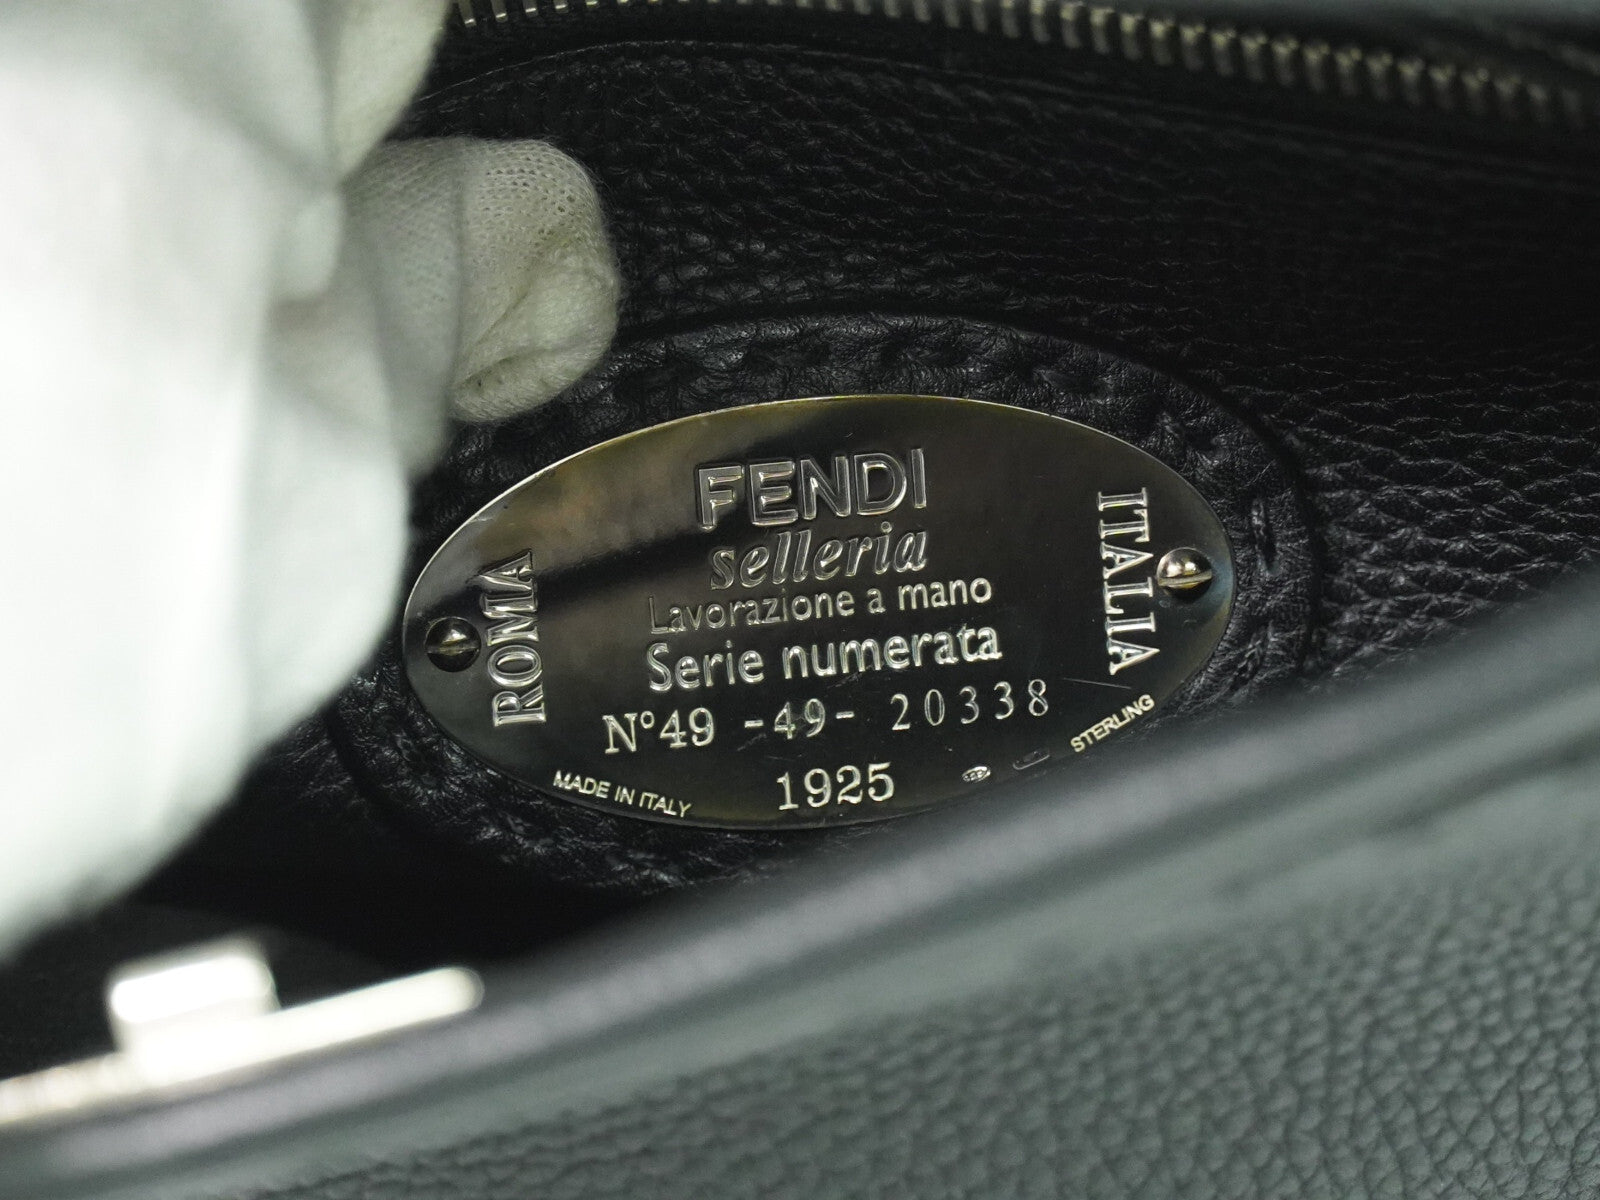 FENDI
selleria
Lavorazione a mano
Serie numerata
N°49 -49- 20338
1925
ROMA
ITALIA
MADE IN ITALY
STERLING